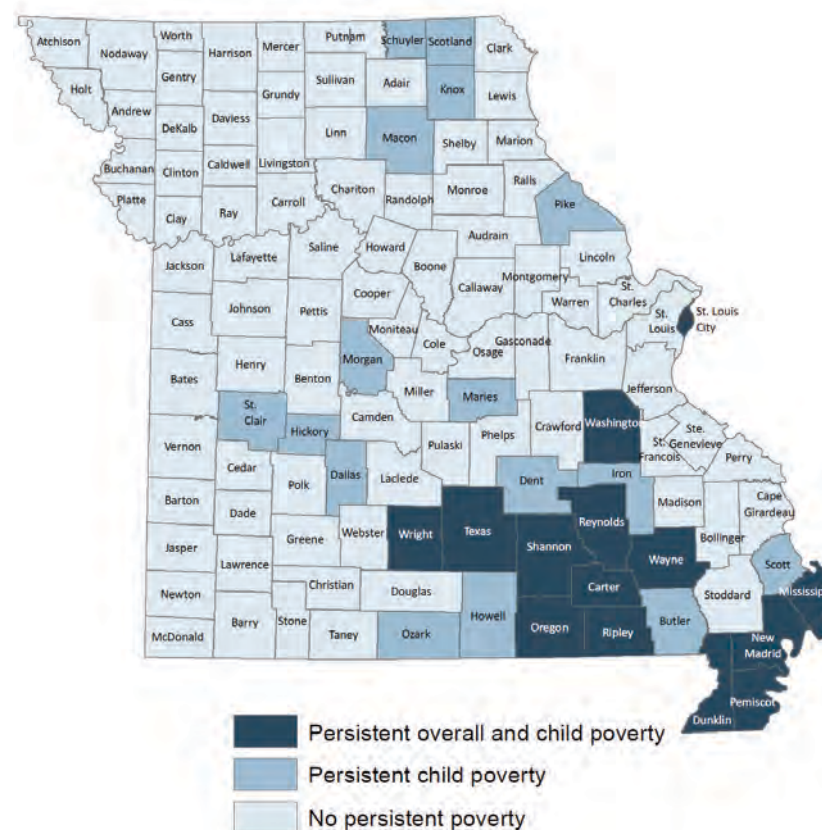 Atchison
Nodaway
Worth
Harrison
Mercer
Putnam
Schuyler
Scotland
Clark
Holt
Gentry
Sullivan
Adair
Knox
Lewis
Andrew
DeKalb
Daviess
Grundy
Linn
Macon
Shelby
Marion
Buchanan
Clinton
Caldwell
Livingston
Chariton
Randolph
Monroe
Ralls
Pike
Platte
Clay
Ray
Carroll
Audrain
Jackson
Lafayette
Saline
Howard
Boone
Callaway
Montgomery
Lincoln
Warren
St.
Charles
St.
Louis
St. Louis
City
Cass
Johnson
Pettis
Cooper
Moniteau
Cole
Osage
Gasconade
Franklin
Jefferson
Bates
Henry
Benton
Morgan
Miller
Maries
St.
Clair
Hickory
Camden
Pulaski
Phelps
Crawford
Washington
St.
Francois
Ste.
Genevieve
Perry
Vernon
Cedar
Polk
Dallas
Laclede
Dent
Iron
Madison
Cape
Girardeau
Barton
Dade
Greene
Webster
Wright
Texas
Shannon
Reynolds
Wayne
Bollinger
Scott
Jasper
Lawrence
Christian
Douglas
Carter
Stoddard
Mississip
Newton
McDonald
Barry
Stone
Taney
Ozark
Howell
Oregon
Ripley
Butler
New
Madrid
Pemiscot
Dunklin
Persistent overall and child poverty
Persistent child poverty
No persistent poverty